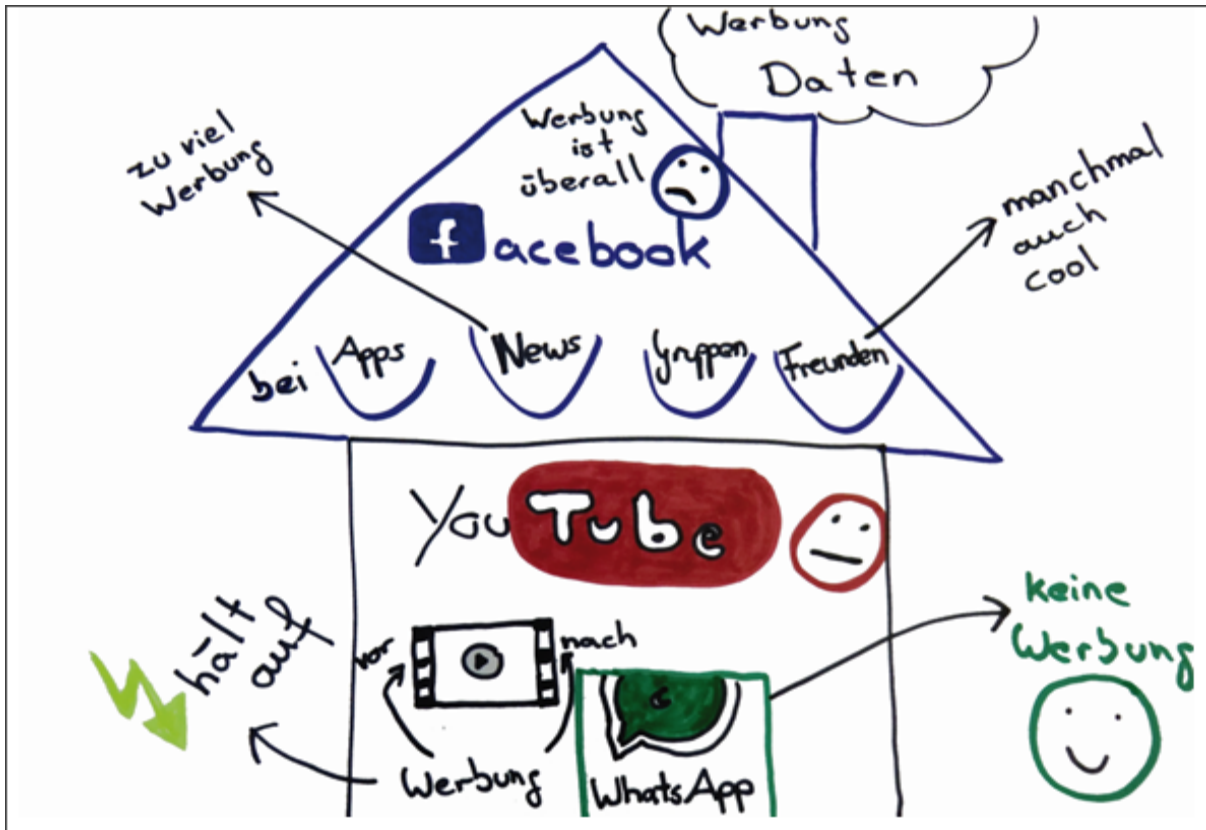 Werbung
Daten
zu viel
Werbung
Werbung
ist
überall
facebook
manchmal
auch
cool
bei
Apps
News
Gruppen
Freunden
YouTube
hält
auf
vor
nach
Werbung
WhatsApp
keine
Werbung